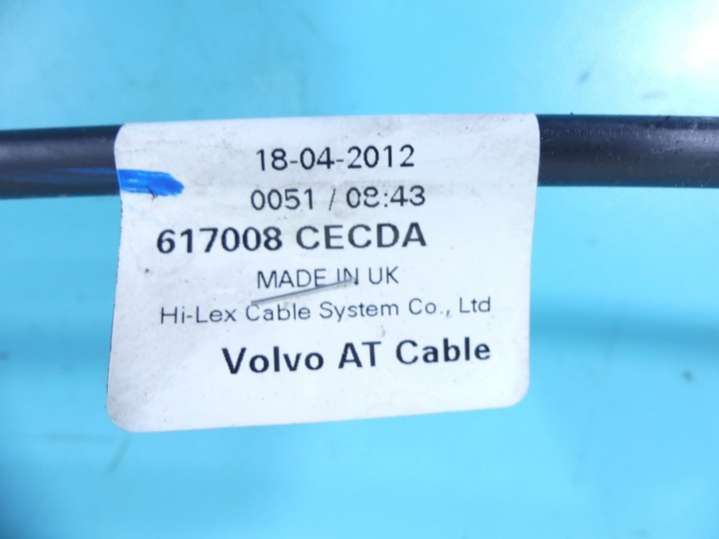 18-04-2012
0051 / 08:43
617008 CECDA
MADE IN UK
Hi-Lex Cable System Co., Ltd
Volvo AT Cable